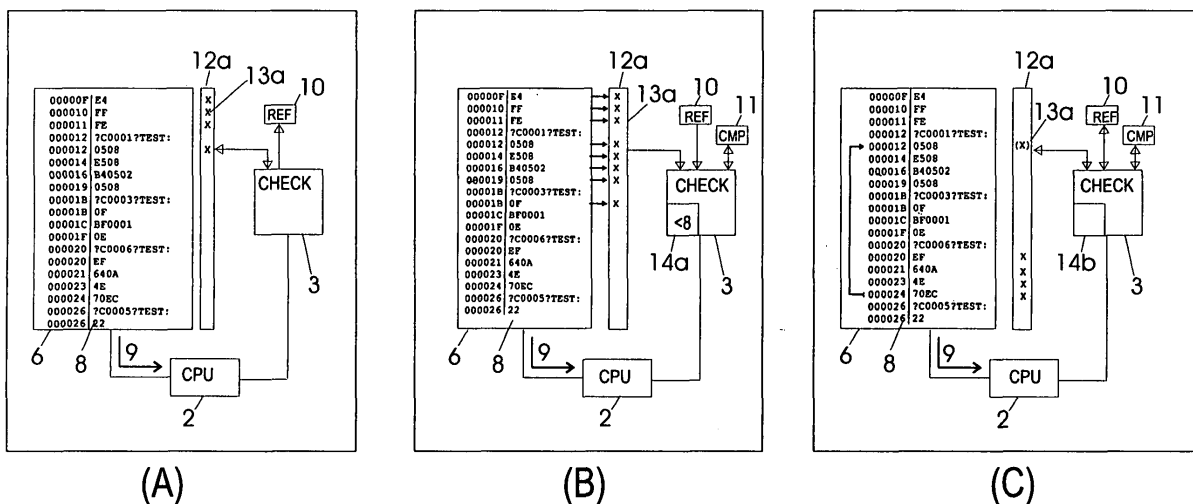 12a
13a
10
00000F E4
X
000010 FF
X
REF
000011 FE
X
000012 ?C0001?TEST:
000012 0508
X
000014 E508
000016 B40502
CHECK
000019 0508
00001B ?C0003?TEST:
00001B 0F
00001C BF0001
00001F 0E
000020 ?C0006?TEST:
3
000020 EF
000021 640A
000023 4E
000024 70EC
000026 ?C0005?TEST:
000026 22
6
8
9
CPU
2
(A)
12a
13a
10
11
00000F E4
X
000010 FF
X
REF
000011 FE
X
CMP
000012 ?C0001?TEST:
000012 0508
X
000014 E508
X
000016 B40502
X
CHECK
000019 0508
X
00001B ?C0003?TEST:
00001B 0F
X
<8
00001C BF0001
00001F 0E
14a
3
000020 ?C0006?TEST:
000020 EF
000021 640A
000023 4E
000024 70EC
000026 ?C0005?TEST:
000026 22
6
8
9
CPU
2
(B)
12a
13a
10
11
00000F E4
000010 FF
REF
000011 FE
CMP
000012 ?C0001?TEST:
000012 0508
(X)
000014 E508
000016 B40502
CHECK
000019 0508
00001B ?C0003?TEST:
00001B 0F
00001C BF0001
00001F 0E
14b
3
000020 ?C0006?TEST:
000020 EF
X
000021 640A
X
000023 4E
X
000024 70EC
X
000026 ?C0005?TEST:
000026 22
6
8
9
CPU
2
(C)